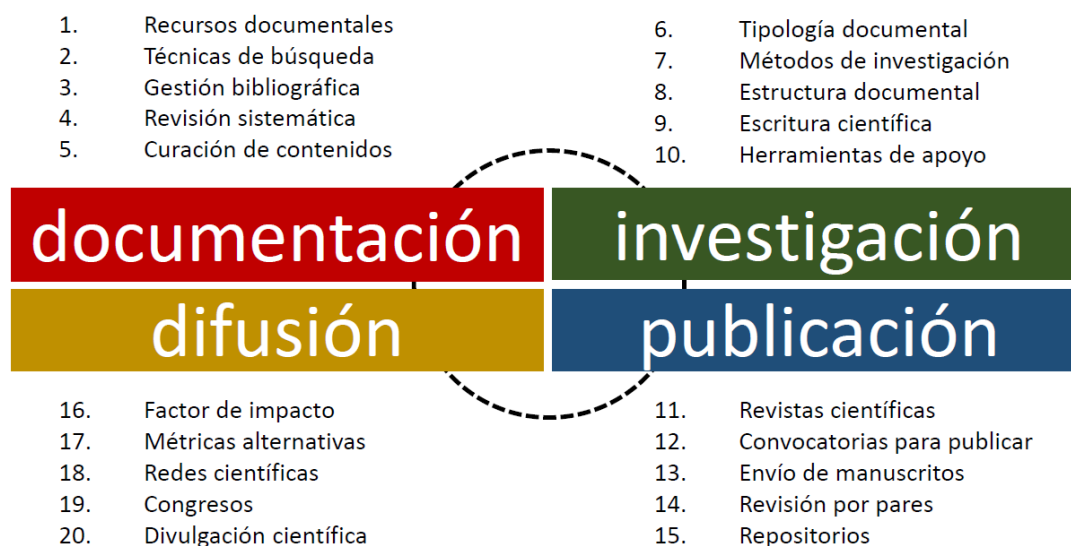 1. Recursos documentales
2. Técnicas de búsqueda
3. Gestión bibliográfica
4. Revisión sistemática
5. Curación de contenidos
6. Tipología documental
7. Métodos de investigación
8. Estructura documental
9. Escritura científica
10. Herramientas de apoyo
documentación
investigación
difusión
publicación
16. Factor de impacto
17. Métricas alternativas
18. Redes científicas
19. Congresos
20. Divulgación científica
11. Revistas científicas
12. Convocatorias para publicar
13. Envío de manuscritos
14. Revisión por pares
15. Repositorios